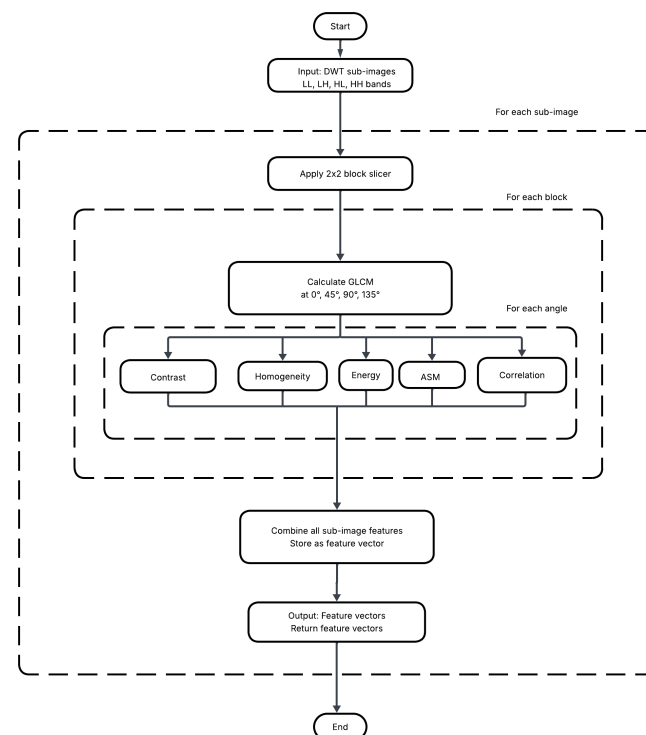 Start
Input: DWT sub-images
LL, LH, HL, HH bands
For each sub-image
Apply 2x2 block slicer
For each block
Calculate GLCM
at 0°, 45°, 90°, 135°
For each angle
Contrast
Homogeneity
Energy
ASM
Correlation
Combine all sub-image features
Store as feature vector
Output: Feature vectors
Return feature vectors
End